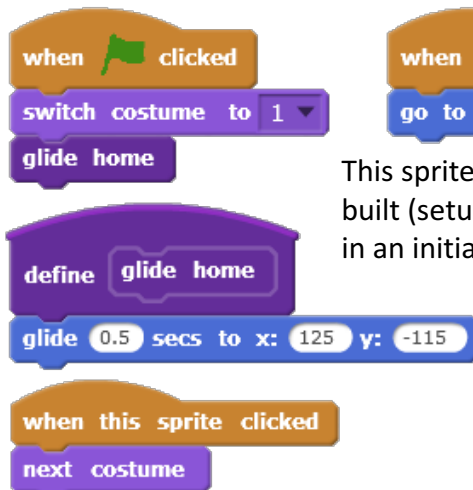 when clicked
switch costume to 1
glide home
define glide home
glide 0.5 secs to x: 125 y: -115
when this sprite clicked
next costume
when
go to
This sprite
built (setu
in an initia